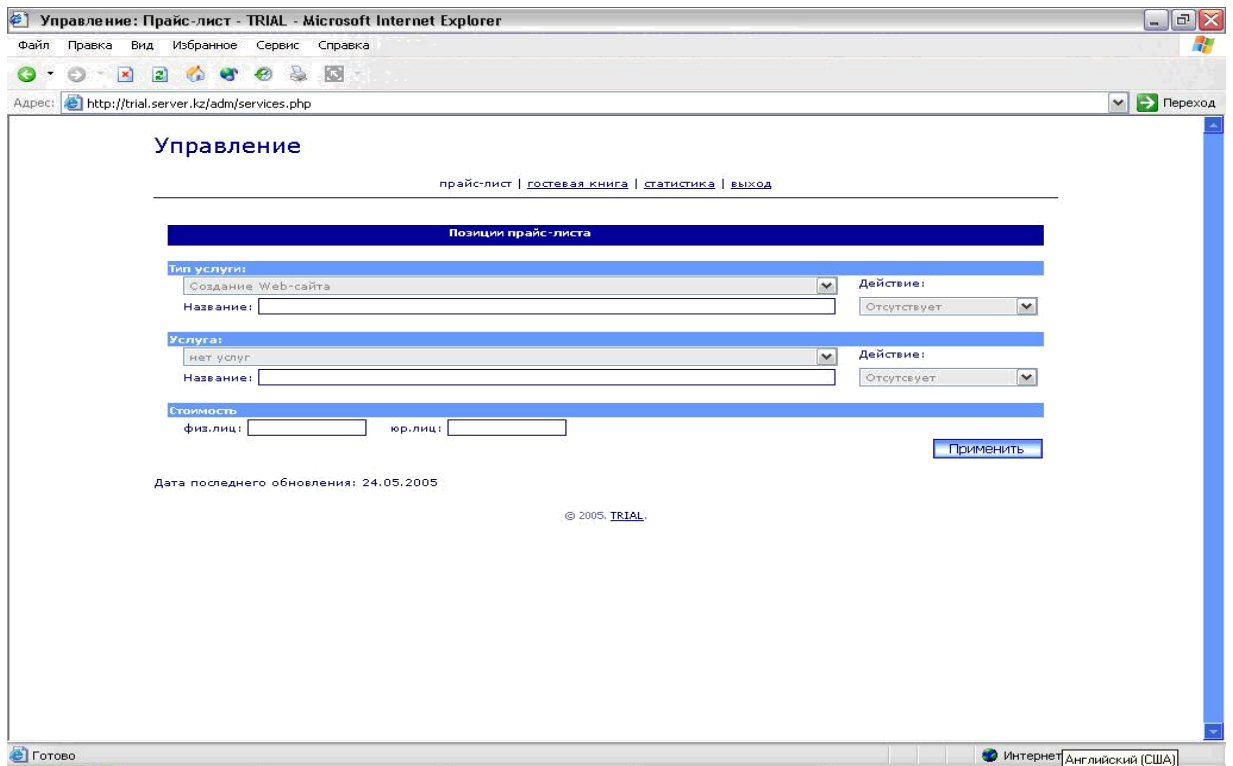 Управление: Прайс-лист - TRIAL - Microsoft Internet Explorer
Файл Правка Вид Избранное Сервис Справка
Адрес: http://trial.server.kz/adm/services.php Переход
Управление
прайс-лист | гостевая книга | статистика | выход
Позиции прайс-листа
Тип услуги:
Создание Web-сайта Действие:
Название: Отсутствует
Услуга:
нет услуг Действие:
Название: Отсутсвует
Стоимость
физ.лиц: юр.лиц:
Применить
Дата последнего обновления: 24.05.2005
© 2005. TRIAL.
Готово Интернет
Английский (США)